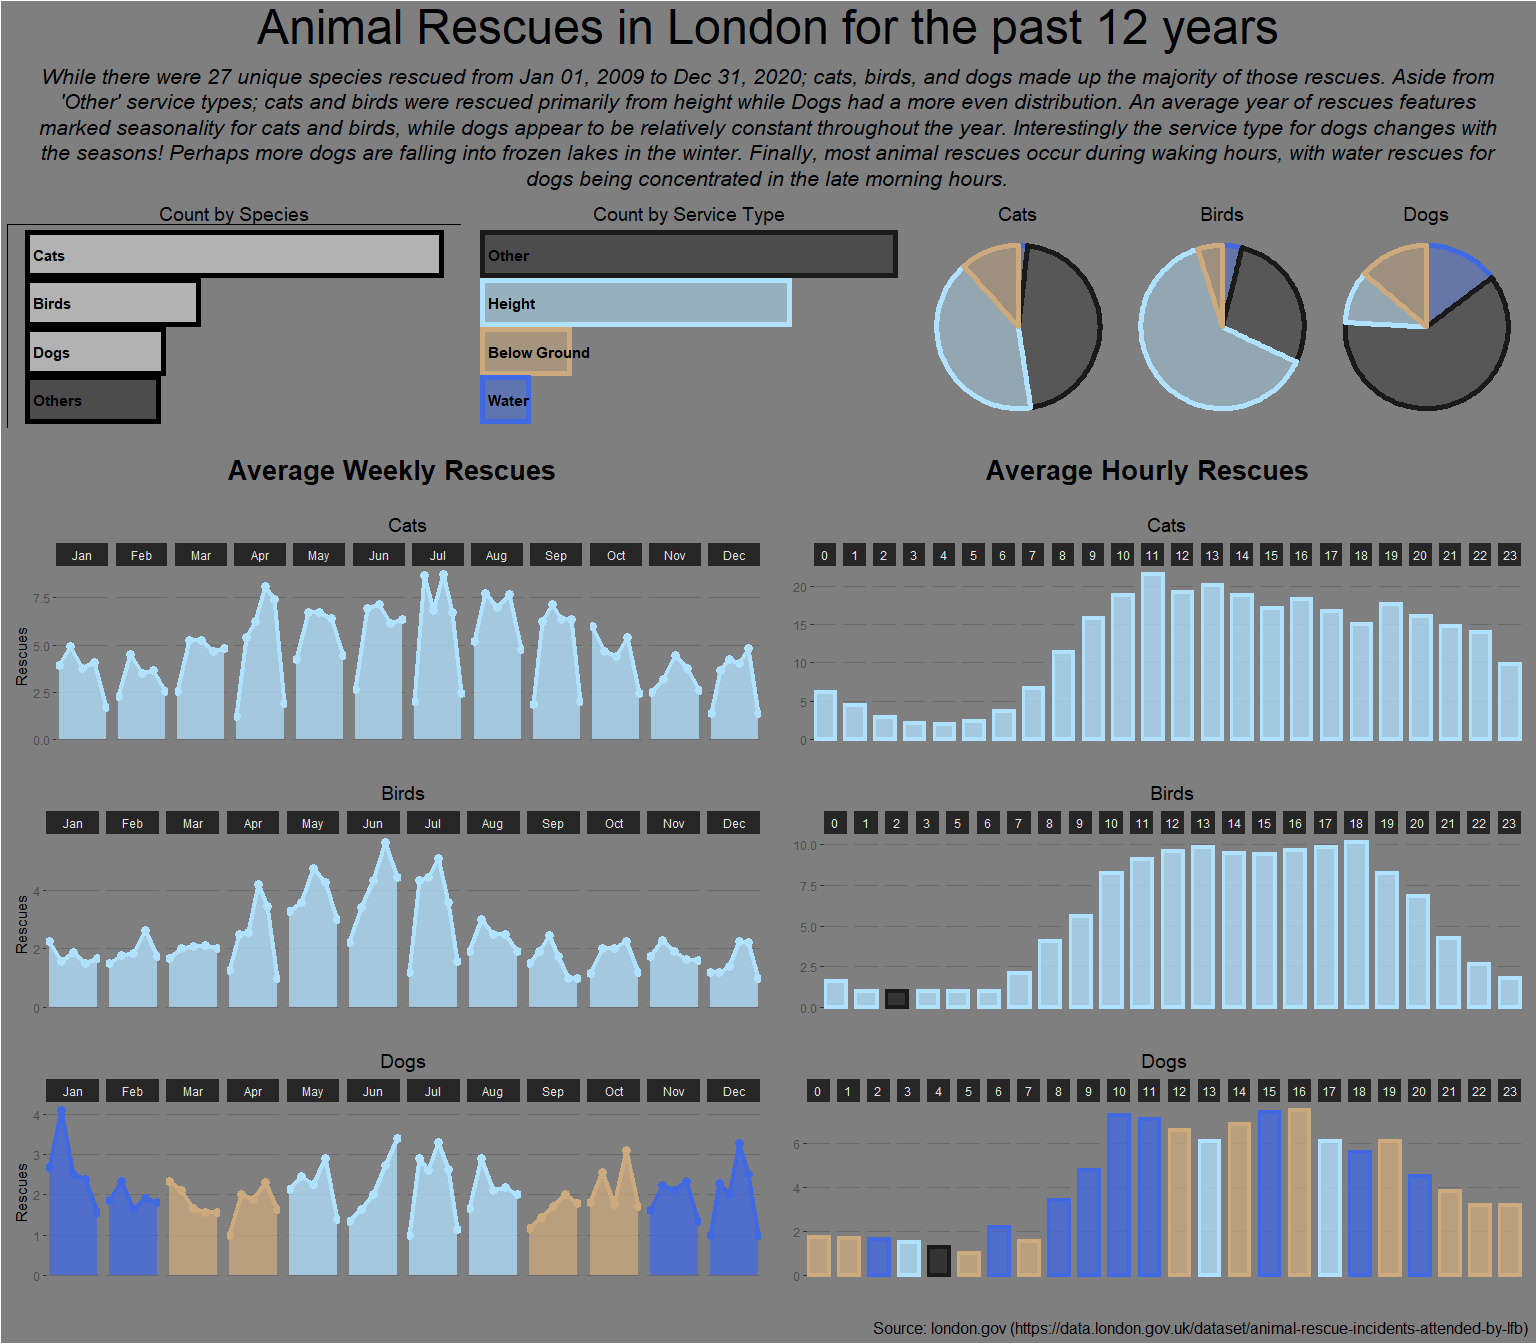 Animal Rescues in London for the past 12 years
While there were 27 unique species rescued from Jan 01, 2009 to Dec 31, 2020; cats, birds, and dogs made up the majority of those rescues. Aside from
'Other' service types; cats and birds were rescued primarily from height while Dogs had a more even distribution. An average year of rescues features
marked seasonality for cats and birds, while dogs appear to be relatively constant throughout the year. Interestingly the service type for dogs changes with
the seasons! Perhaps more dogs are falling into frozen lakes in the winter. Finally, most animal rescues occur during waking hours, with water rescues for
dogs being concentrated in the late morning hours.
Count by Species
Cats
Birds
Dogs
Others
Count by Service Type
Other
Height
Below Ground
Water
Cats
Birds
Dogs
Average Weekly Rescues
Cats
Jan Feb Mar Apr May Jun Jul Aug Sep Oct Nov Dec
Rescues
7.5
5.0
2.5
0.0
Birds
Jan Feb Mar Apr May Jun Jul Aug Sep Oct Nov Dec
Rescues
4
2
0
Dogs
Jan Feb Mar Apr May Jun Jul Aug Sep Oct Nov Dec
Rescues
4
3
2
1
0
Average Hourly Rescues
Cats
0 1 2 3 4 5 6 7 8 9 10 11 12 13 14 15 16 17 18 19 20 21 22 23
20
15
10
5
0
Birds
0 1 2 3 5 6 7 8 9 10 11 12 13 14 15 16 17 18 19 20 21 22 23
10.0
7.5
5.0
2.5
0.0
Dogs
0 1 2 3 4 5 6 7 8 9 10 11 12 13 14 15 16 17 18 19 20 21 22 23
6
4
2
0
Source: london.gov (https://data.london.gov.uk/dataset/animal-rescue-incidents-attended-by-lfb)